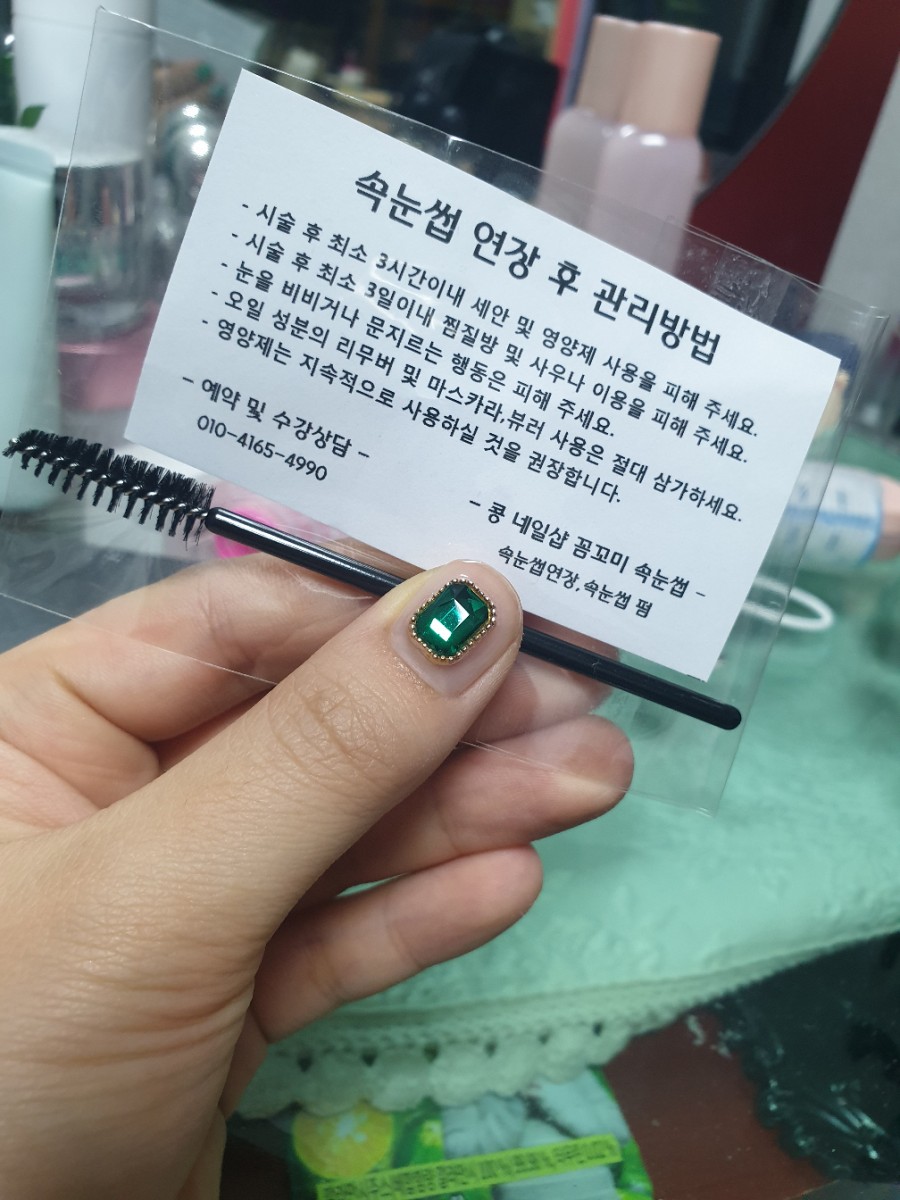 속눈썹 연장 후 관리방법
- 시술 후 최소 3시간이내 세안 및 영양제 사용을 피해 주세요.
- 시술 후 최소 3일이내 찜질방 및 사우나 이용을 피해 주세요.
- 눈을 비비거나 문지르는 행동은 피해 주세요.
- 오일 성분의 리무버 및 마스카라,뷰러 사용은 절대 삼가하세요.
- 영양제는 지속적으로 사용하실 것을 권장합니다.
- 예약 및 수강상담 -
010-4165-4990
- 콩 네일샵 꼼꼬미 속눈썹 -
속눈썹연장, 속눈썹 펌